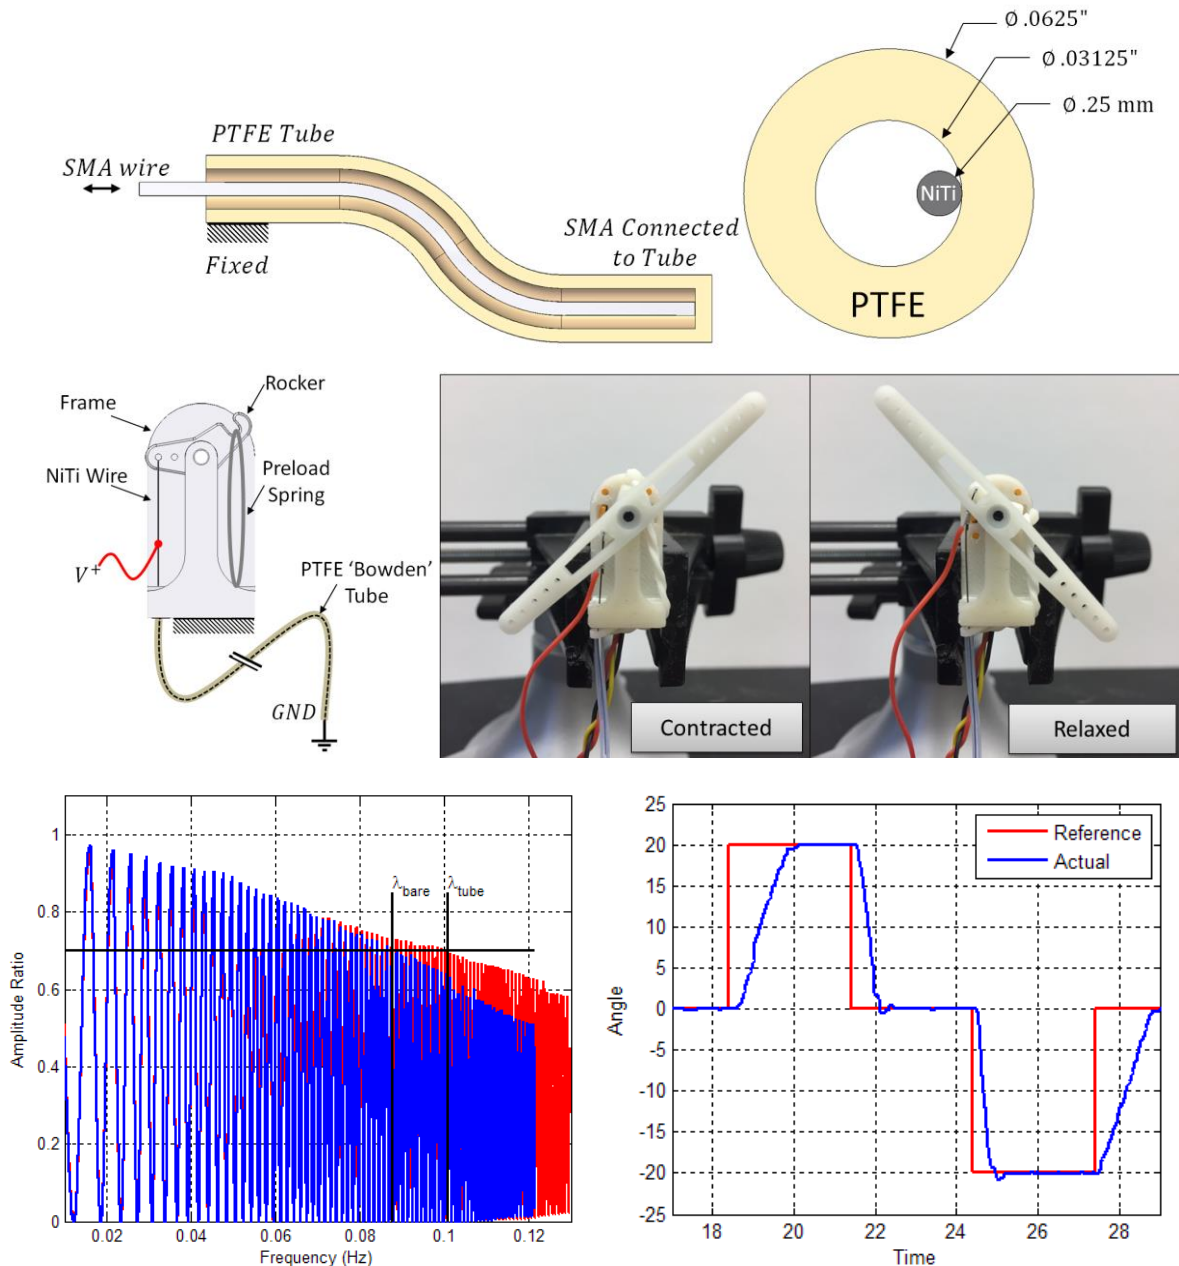 Ø .0625"
Ø .03125"
Ø .25 mm
PTFE Tube
SMA wire
NiTi
SMA Connected
to Tube
Fixed
PTFE
Rocker
Frame
NiTi Wire
Preload
Spring
V+
PTFE 'Bowden'
Tube
GND
Contracted
Relaxed
1
0.8
0.6
0.4
0.2
0
λbare
λtube
Amplitude Ratio
0.02
0.04
0.06
0.08
0.1
0.12
Frequency (Hz)
25
20
15
10
5
0
-5
-10
-15
-20
-25
Reference
Actual
Angle
18
20
22
24
26
28
Time